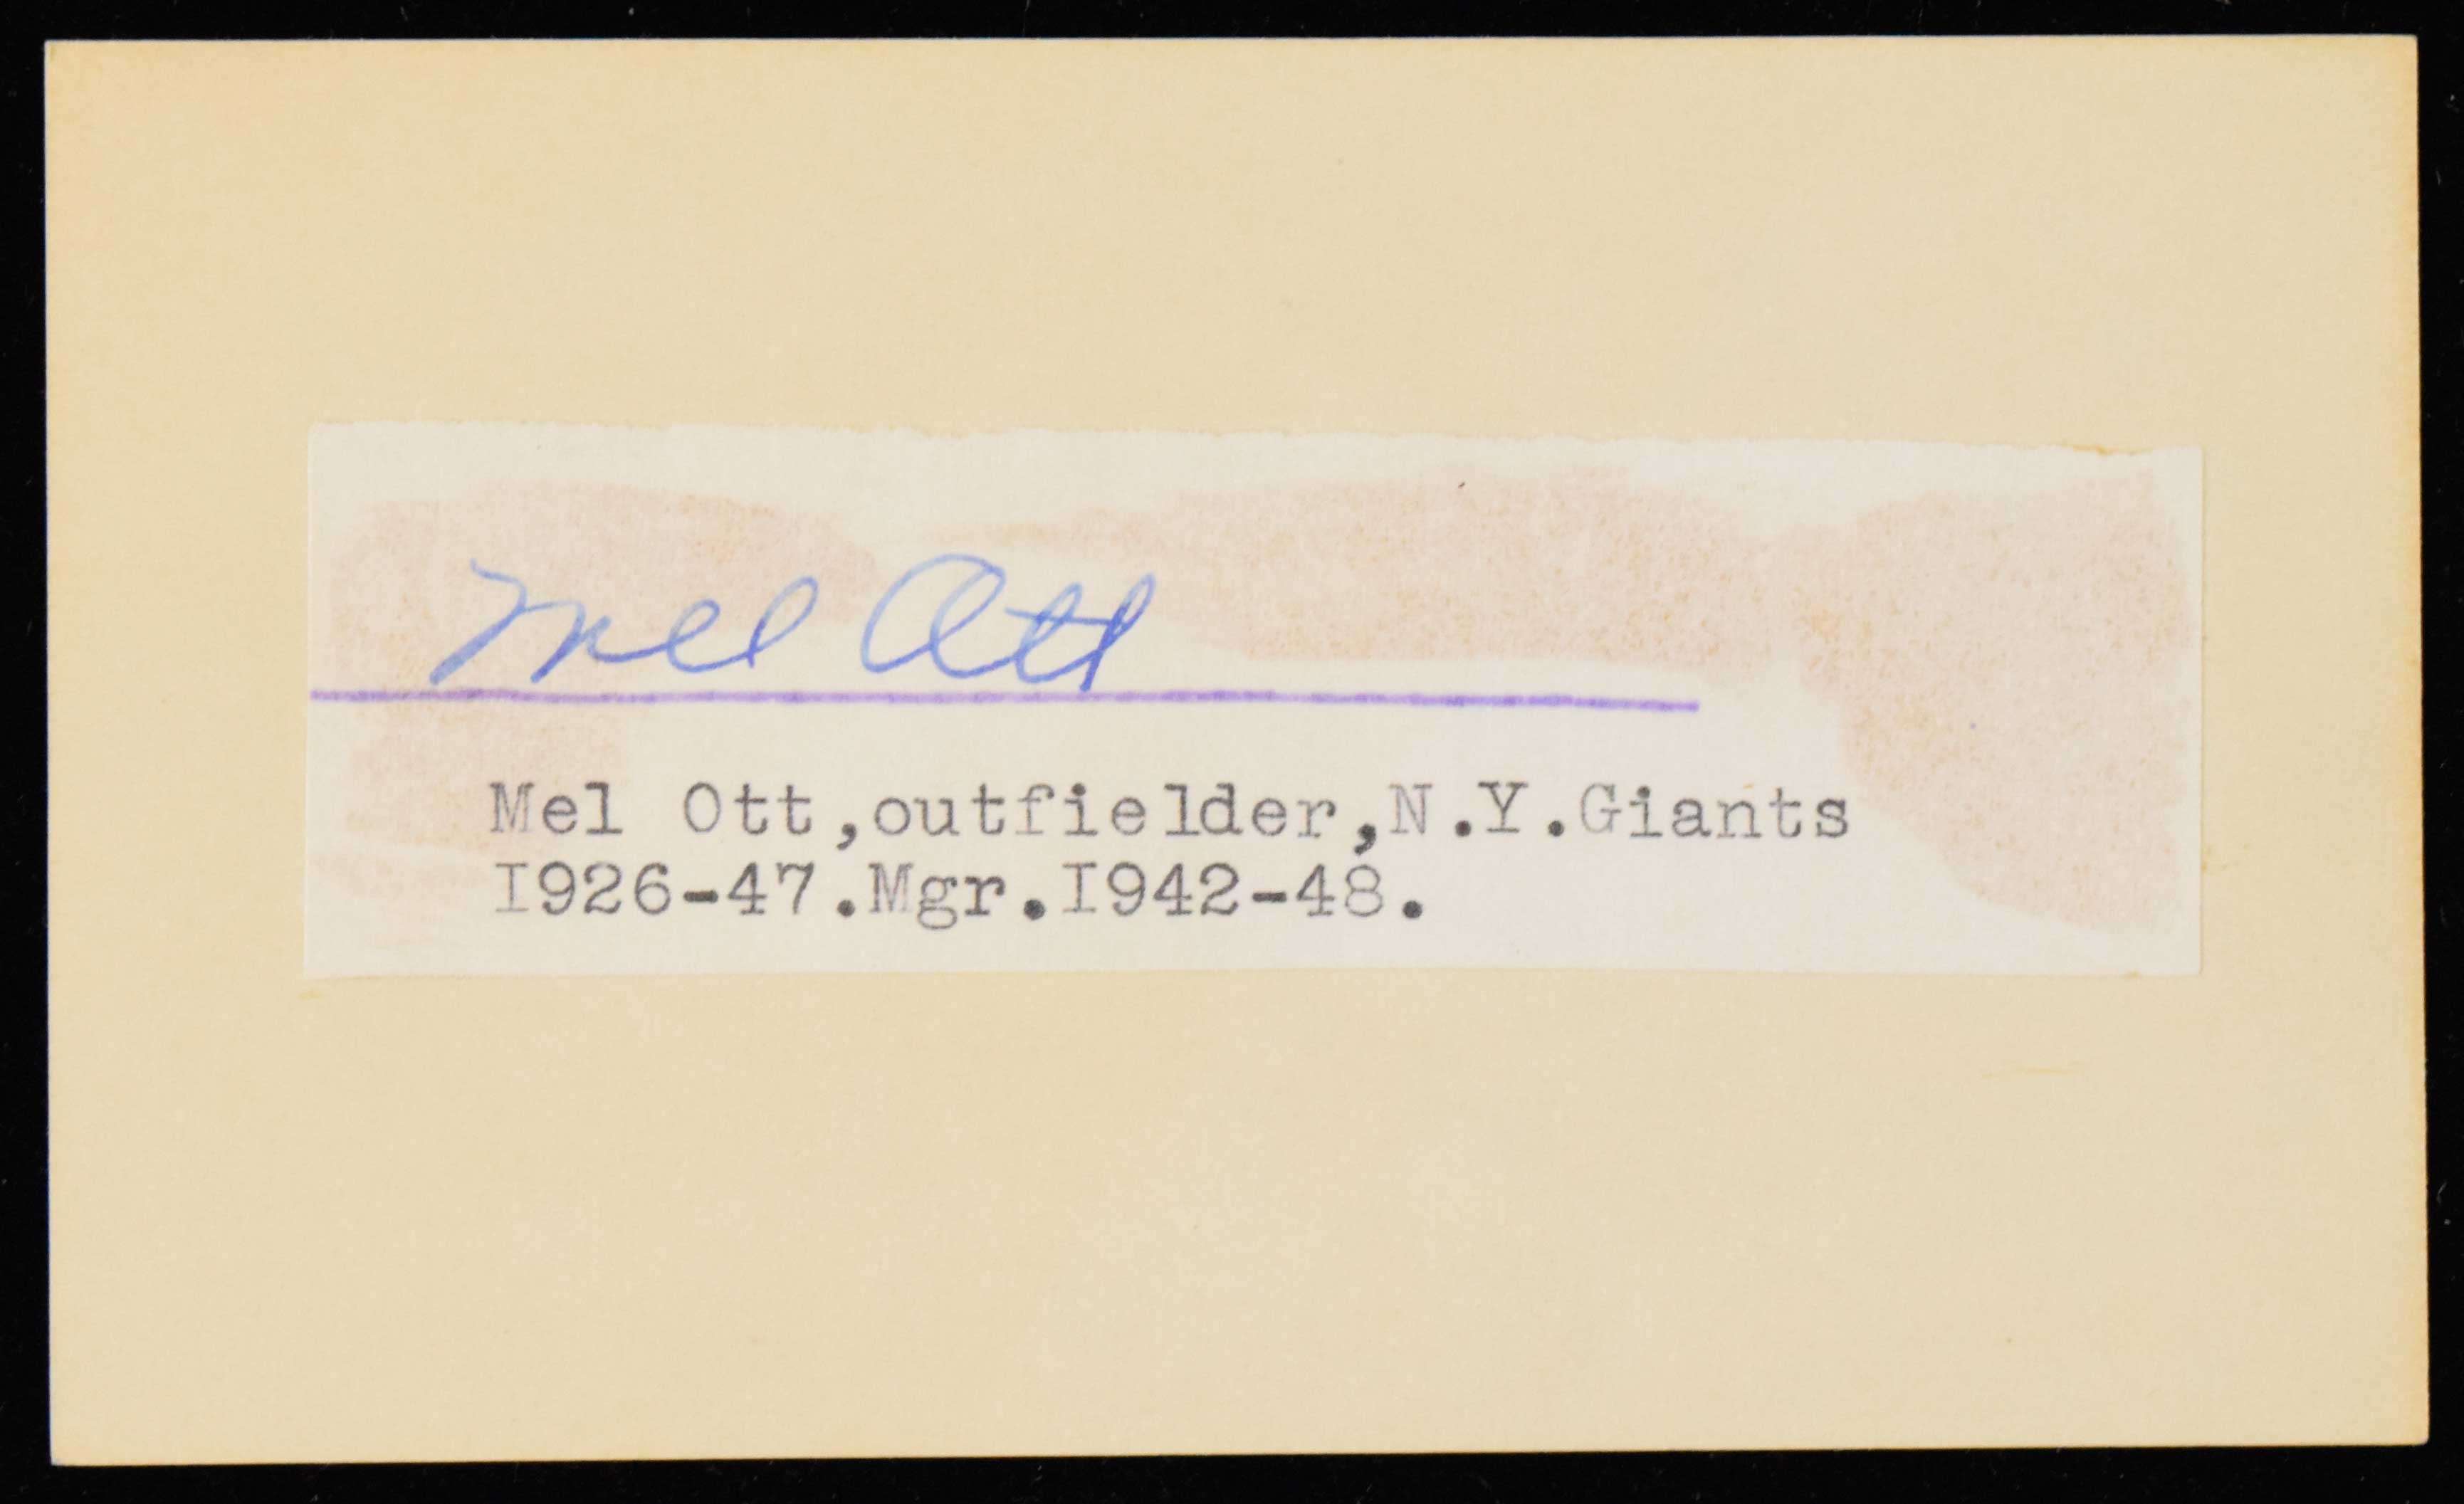 Mel Ott
Mel Ott,outfielder,N.Y.Giants
I926-47.Mgr.I942-48.